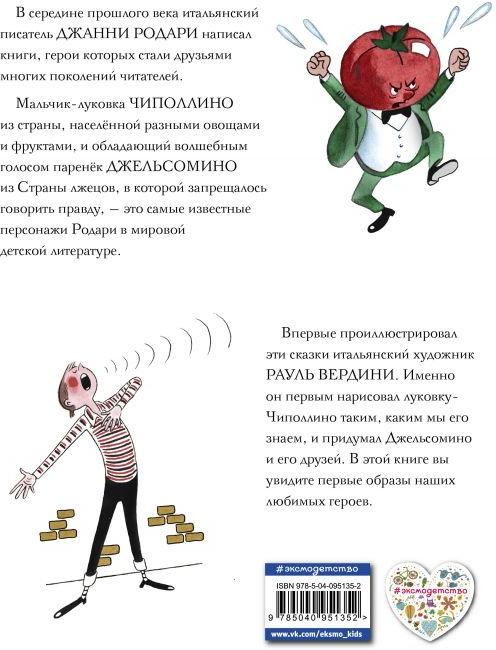 В середине прошлого века итальянский
писатель ДЖАННИ РОДАРИ написал
книги, герои которых стали друзьями
многих поколений читателей.
Мальчик-луковка ЧИПОЛЛИНО
из страны, населённой разными овощами
и фруктами, и обладающий волшебным
голосом паренёк ДЖЕЛЬСОМИНО
из Страны лжецов, в которой запрещалось
говорить правду, – это самые известные
персонажи Родари в мировой
детской литературе.
Впервые проиллюстрировал
эти сказки итальянский художник
РАУЛЬ ВЕРДИНИ. Именно
он первым нарисовал луковку-
Чиполлино таким, каким мы его
знаем, и придумал Джельсомино
и его друзей. В этой книге вы
увидите первые образы наших
любимых героев.
#эксмодетство
ISBN 978-5-04-095135-2
9 785040 951352 >
www.vk.com/eksmo_kids
#эксмодетство